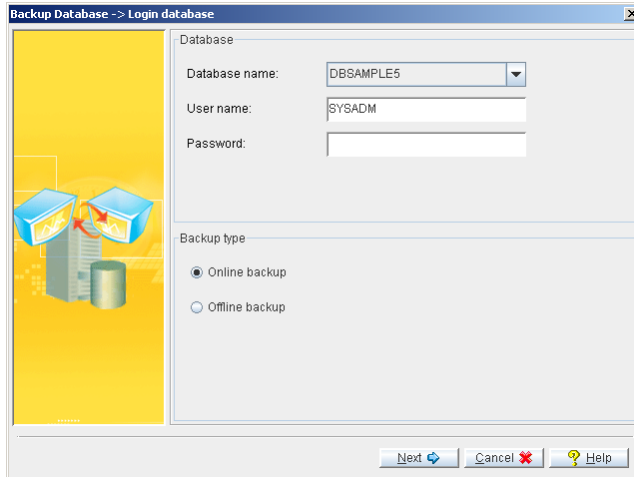 Backup Database -> Login database
Database
Database name: DBSAMPLE5
User name: SYSADM
Password:
Backup type
Online backup
Offline backup
Next Cancel Help